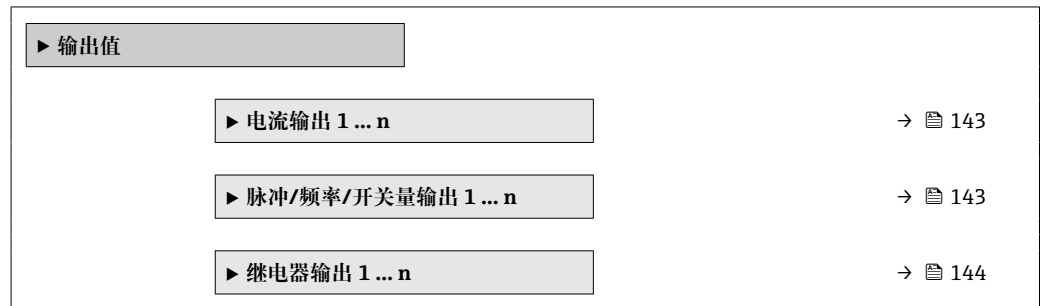 ▶ 输出值
▶ 电流输出 1 … n → 🖺 143
▶ 脉冲/频率/开关量输出 1 … n → 🖺 143
▶ 继电器输出 1 … n → 🖺 144